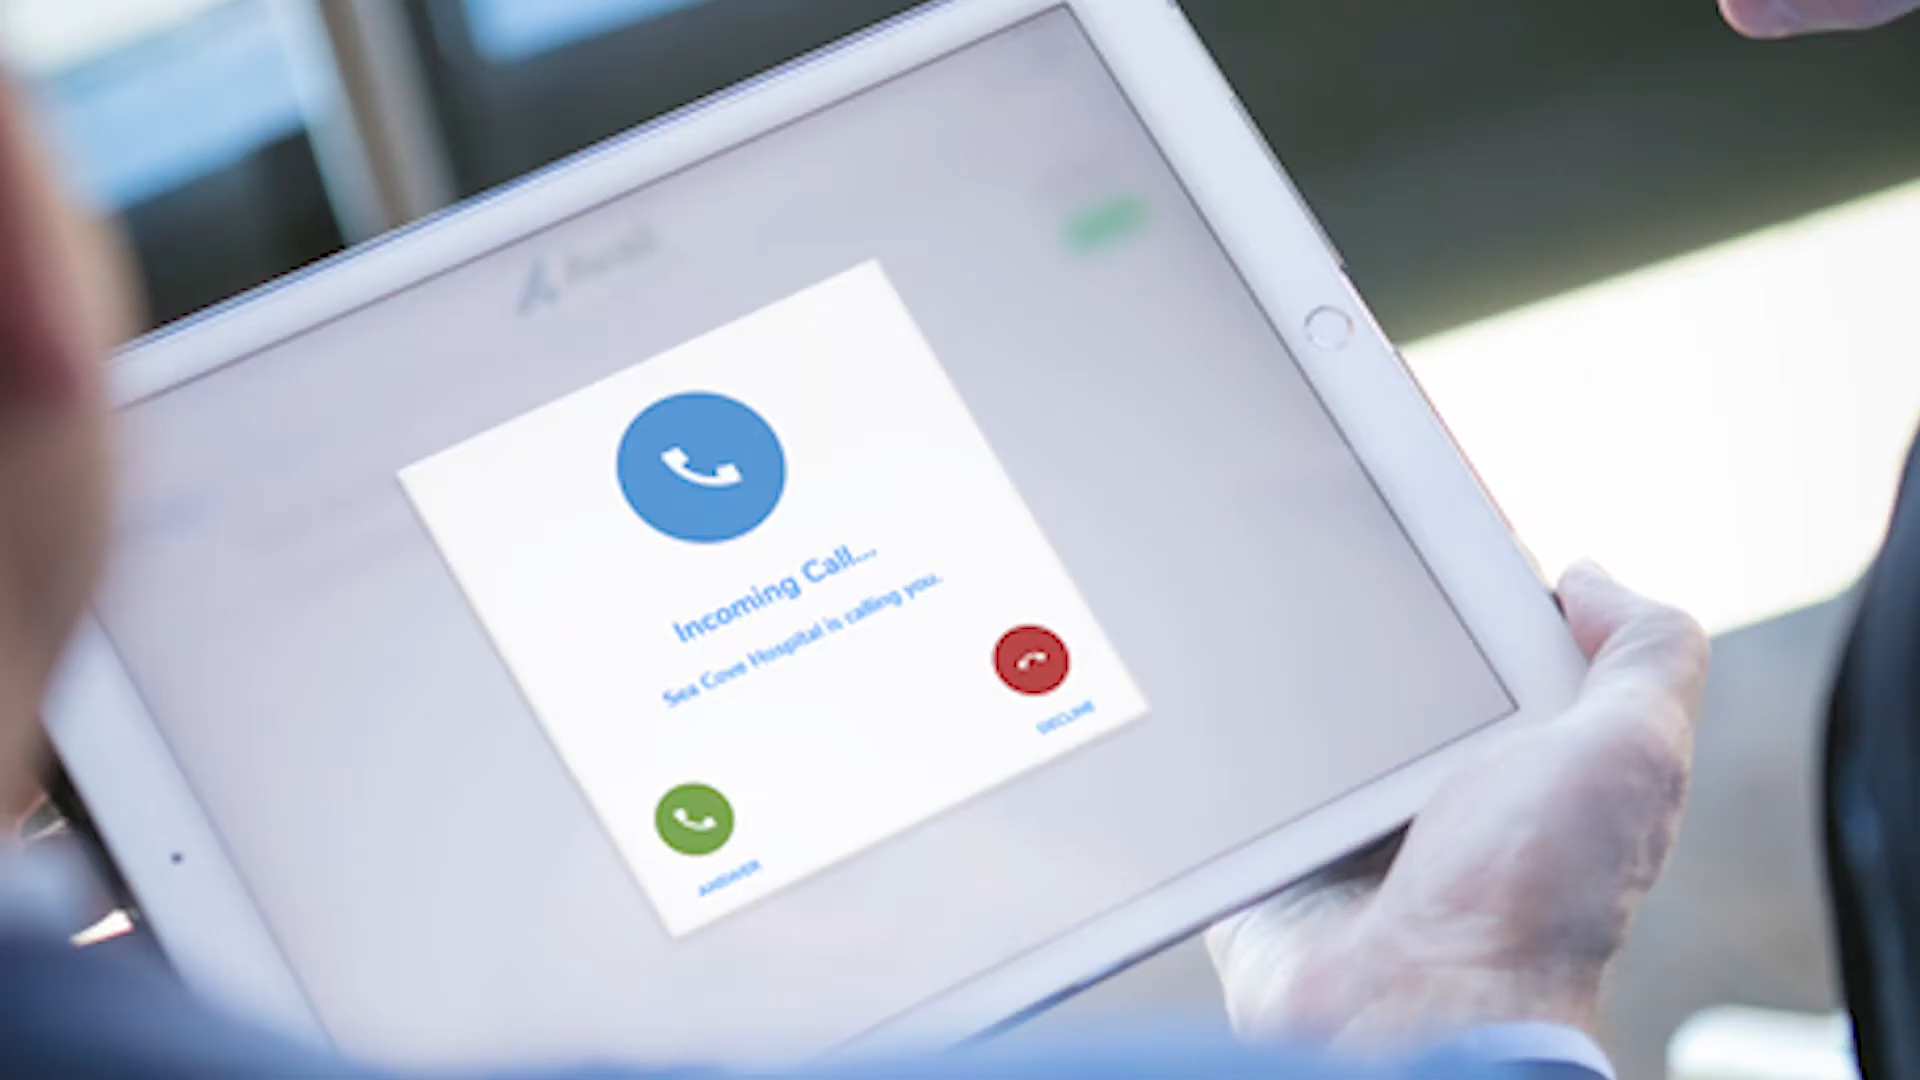 Incoming Call...
Sea Cove Hospital is calling you.
DECLINE
ANSWER